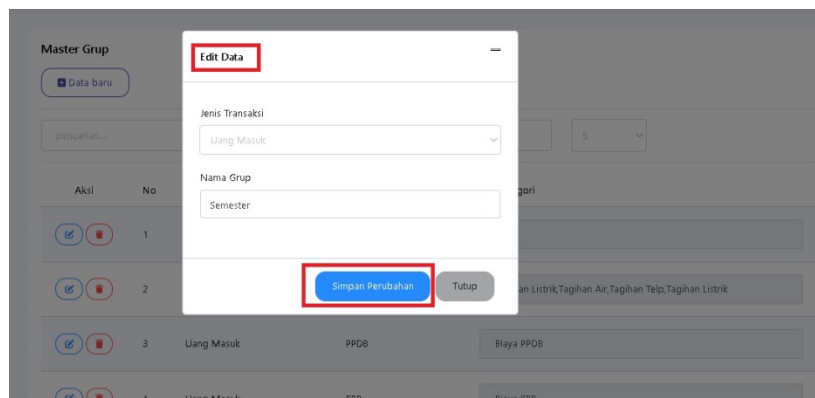 Master Grup
Edit Data
Data baru
Jenis Transaksi
pencarian...
Uang Masuk
5
Nama Grup
Aksi No gori
Semester
1
Simpan Perubahan Tutup
2 an Listrik,Tagihan Air,Tagihan Telp,Tagihan Listrik
3 Uang Masuk PPDB BIaya PPDB